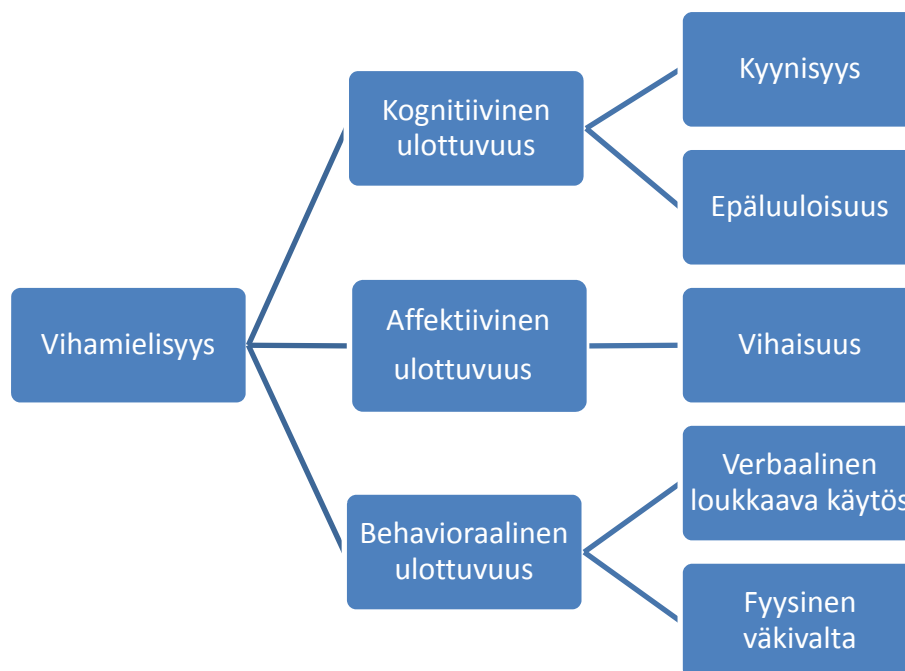 Vihamielisyys
Kognitiivinen
ulottuvuus
Kyynisyys
Epäluuloisuus
Affektiivinen
ulottuvuus
Vihaisuus
Behavioraalinen
ulottuvuus
Verbaalinen
loukkaava käytös
Fyysinen
väkivalta